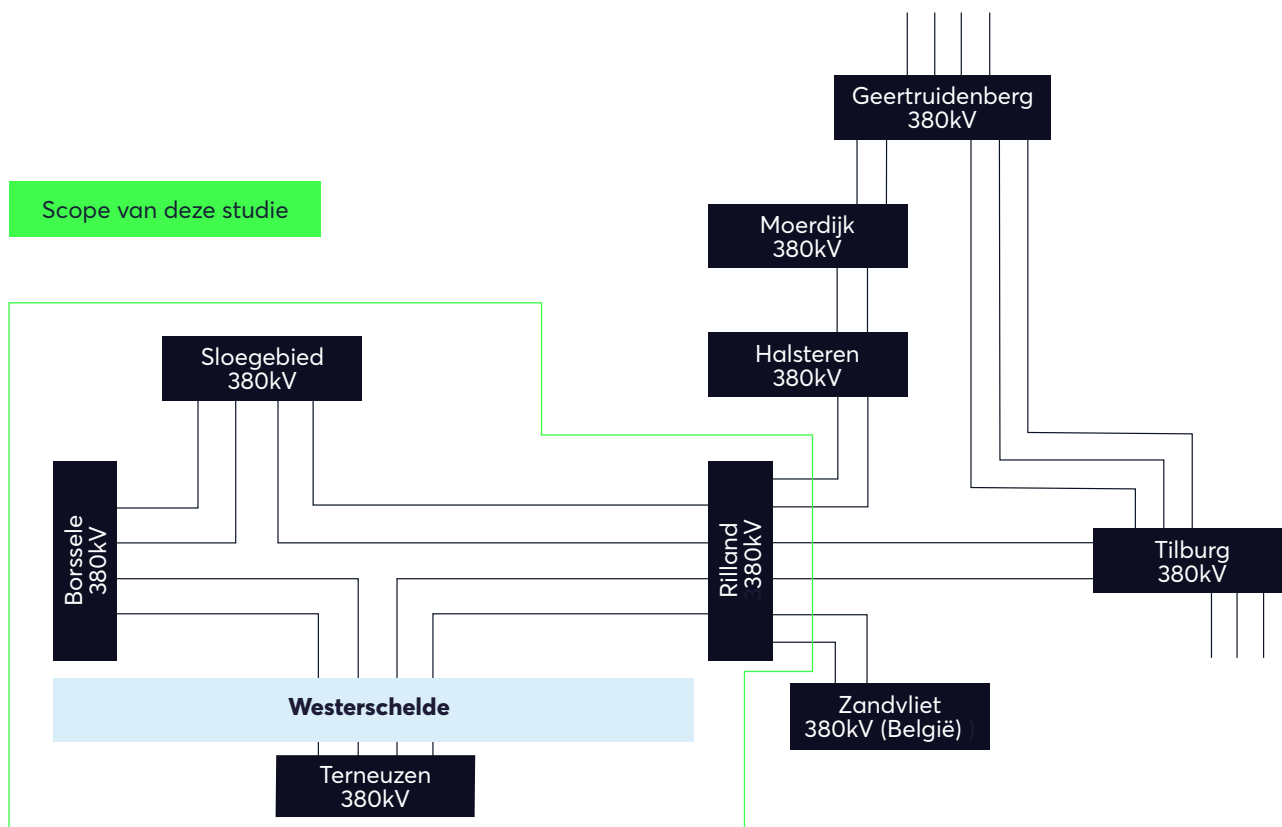 Geertruidenberg
380kV
Scope van deze studie
Moerdijk
380kV
Halsteren
380kV
Sloegebied
380kV
Borssele
380kV
Rilland
380kV
Tilburg
380kV
Westerschelde
Zandvliet
380kV (België)
Terneuzen
380kV